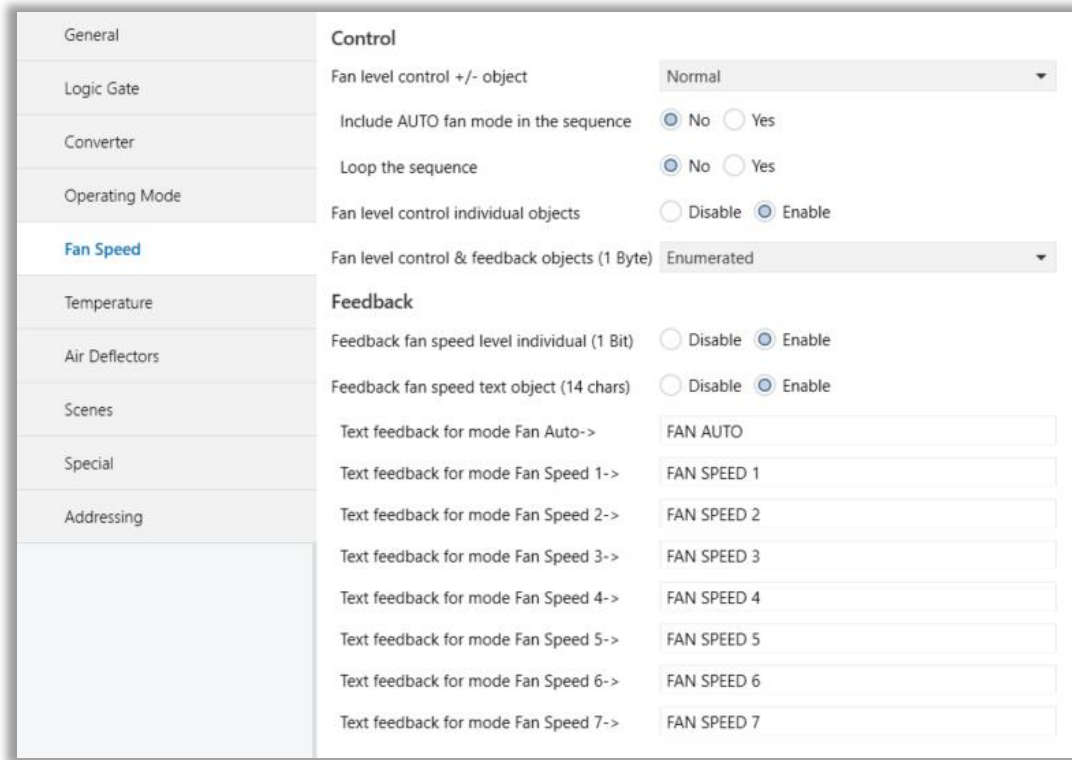 General
Logic Gate
Converter
Operating Mode
Fan Speed
Temperature
Air Deflectors
Scenes
Special
Addressing
Control
Fan level control +/- object Normal
Include AUTO fan mode in the sequence No Yes
Loop the sequence No Yes
Fan level control individual objects Disable Enable
Fan level control & feedback objects (1 Byte) Enumerated
Feedback
Feedback fan speed level individual (1 Bit) Disable Enable
Feedback fan speed text object (14 chars) Disable Enable
Text feedback for mode Fan Auto-> FAN AUTO
Text feedback for mode Fan Speed 1-> FAN SPEED 1
Text feedback for mode Fan Speed 2-> FAN SPEED 2
Text feedback for mode Fan Speed 3-> FAN SPEED 3
Text feedback for mode Fan Speed 4-> FAN SPEED 4
Text feedback for mode Fan Speed 5-> FAN SPEED 5
Text feedback for mode Fan Speed 6-> FAN SPEED 6
Text feedback for mode Fan Speed 7-> FAN SPEED 7